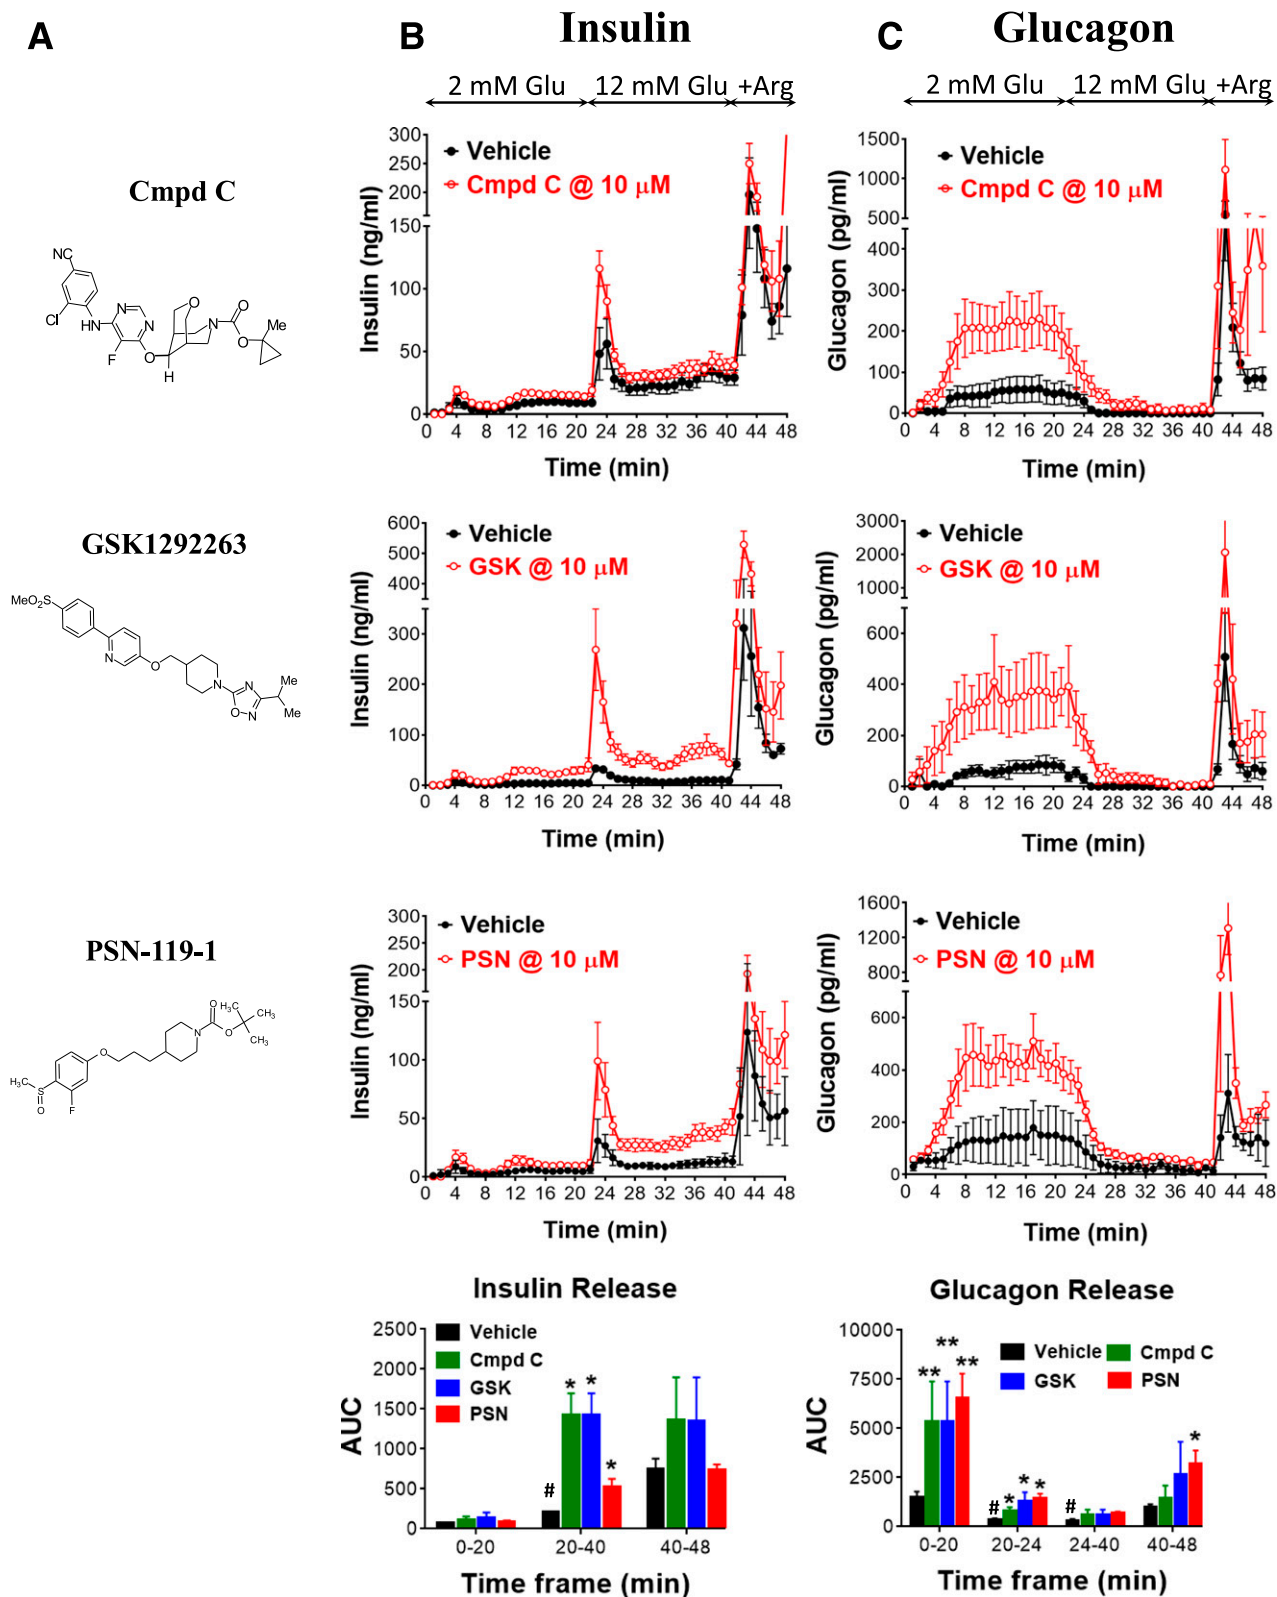 A
B
Insulin
C
Glucagon
2 mM Glu
12 mM Glu
+Arg
2 mM Glu
12 mM Glu
+Arg
Cmpd C
NC
Cl
HN
N
N
F
O
H
O
N
O
O
Me
Insulin (ng/ml)
300
250
200
150
100
50
0
Vehicle
Cmpd C @ 10 μM
0 4 8 12 16 20 24 28 32 36 40 44 48
Time (min)
Glucagon (pg/ml)
1500
1000
500
400
300
200
100
0
Vehicle
Cmpd C @ 10 μM
0 4 8 12 16 20 24 28 32 36 40 44 48
Time (min)
GSK1292263
MeO₂S
N
O
N
N
O
N
Me
Me
Insulin (ng/ml)
600
500
400
300
200
100
0
Vehicle
GSK @ 10 μM
0 4 8 12 16 20 24 28 32 36 40 44 48
Time (min)
Glucagon (pg/ml)
3000
2000
1000
600
400
200
0
Vehicle
GSK @ 10 μM
0 4 8 12 16 20 24 28 32 36 40 44 48
Time (min)
PSN-119-1
H₃C
S
O
F
O
N
O
O
H₃C
CH₃
CH₃
Insulin (ng/ml)
300
250
200
150
100
50
0
Vehicle
PSN @ 10 μM
0 4 8 12 16 20 24 28 32 36 40 44 48
Time (min)
Glucagon (pg/ml)
1600
1200
800
600
400
200
0
Vehicle
PSN @ 10 μM
0 4 8 12 16 20 24 28 32 36 40 44 48
Time (min)
Insulin Release
AUC
2500
2000
1500
1000
500
0
Vehicle
Cmpd C
GSK
PSN
#
*
*
*
0-20 20-40 40-48
Time frame (min)
Glucagon Release
AUC
10000
7500
5000
2500
0
Vehicle
Cmpd C
GSK
PSN
**
**
**
#
*
*
*
#
*
0-20 20-24 24-40 40-48
Time frame (min)